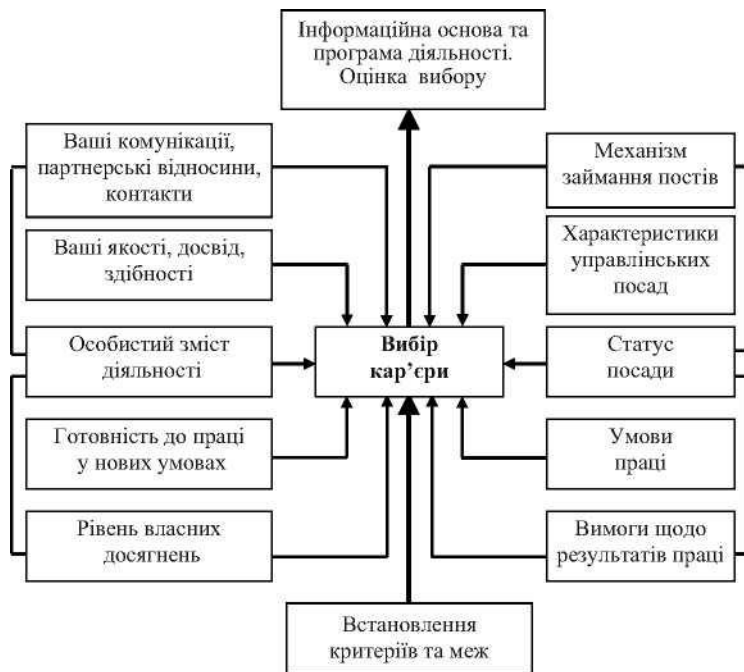 Інформаційна основа та
програма діяльності.
Оцінка вибору
Ваші комунікації,
партнерські відносини,
контакти
Механізм
займання постів
Ваші якості, досвід,
здібності
Характеристики
управлінських
посад
Особистий зміст
діяльності
Вибір
кар’єри
Статус
посади
Готовність до праці
у нових умовах
Умови
праці
Рівень власних
досягнень
Вимоги щодо
результатів праці
Встановлення
критеріїв та меж